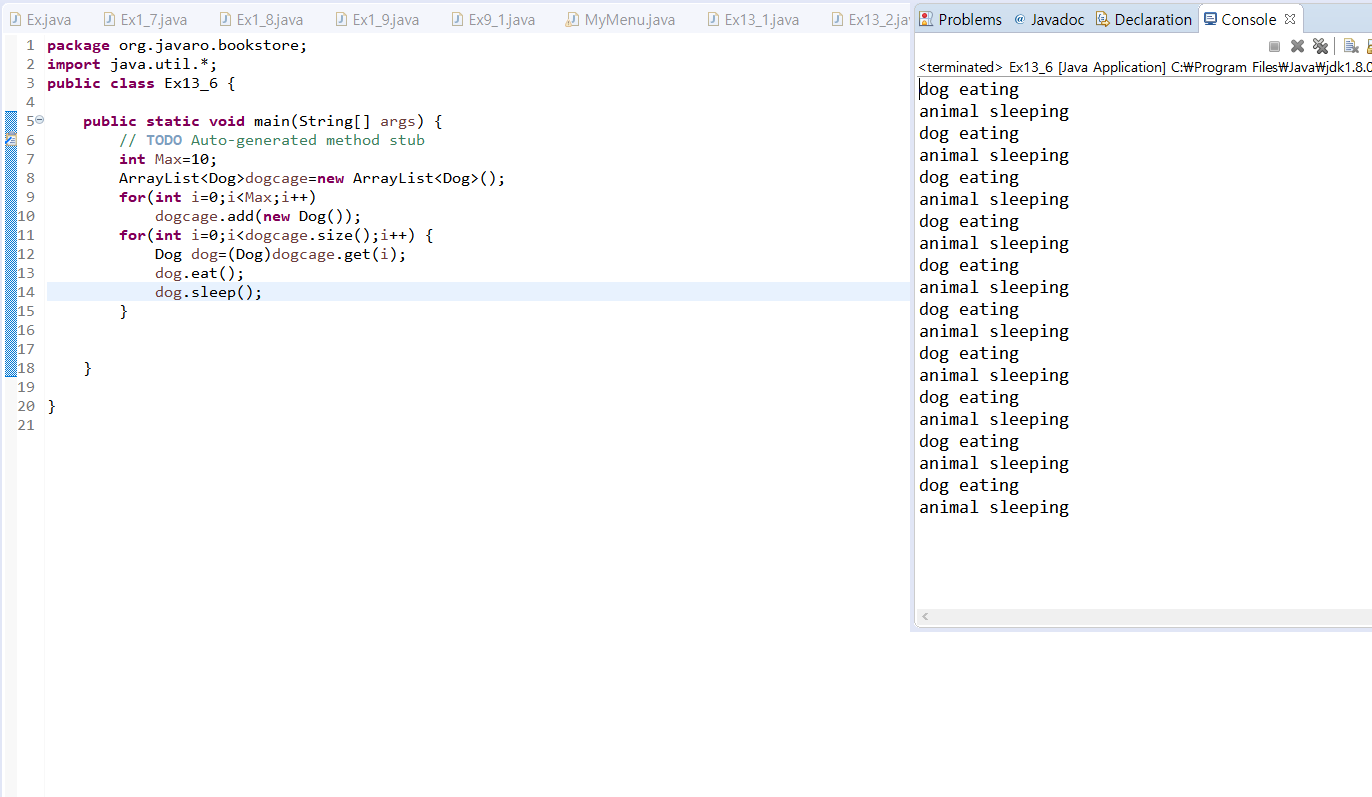 Ex.java Ex1_7.java Ex1_8.java Ex1_9.java Ex9_1.java MyMenu.java Ex13_1.java Ex13_2.ja
1 package org.javaro.bookstore;
2 import java.util.*;
3 public class Ex13_6 {
4
5 public static void main(String[] args) {
6 // TODO Auto-generated method stub
7 int Max=10;
8 ArrayList<Dog>dogcage=new ArrayList<Dog>();
9 for(int i=0;i<Max;i++)
10 dogcage.add(new Dog());
11 for(int i=0;i<dogcage.size();i++) {
12 Dog dog=(Dog)dogcage.get(i);
13 dog.eat();
14 dog.sleep();
15 }
16
17
18 }
19
20 }
21
Problems @ Javadoc Declaration Console
<terminated> Ex13_6 [Java Application] C:₩Program Files₩Java₩jdk1.8.0
dog eating
animal sleeping
dog eating
animal sleeping
dog eating
animal sleeping
dog eating
animal sleeping
dog eating
animal sleeping
dog eating
animal sleeping
dog eating
animal sleeping
dog eating
animal sleeping
dog eating
animal sleeping
dog eating
animal sleeping